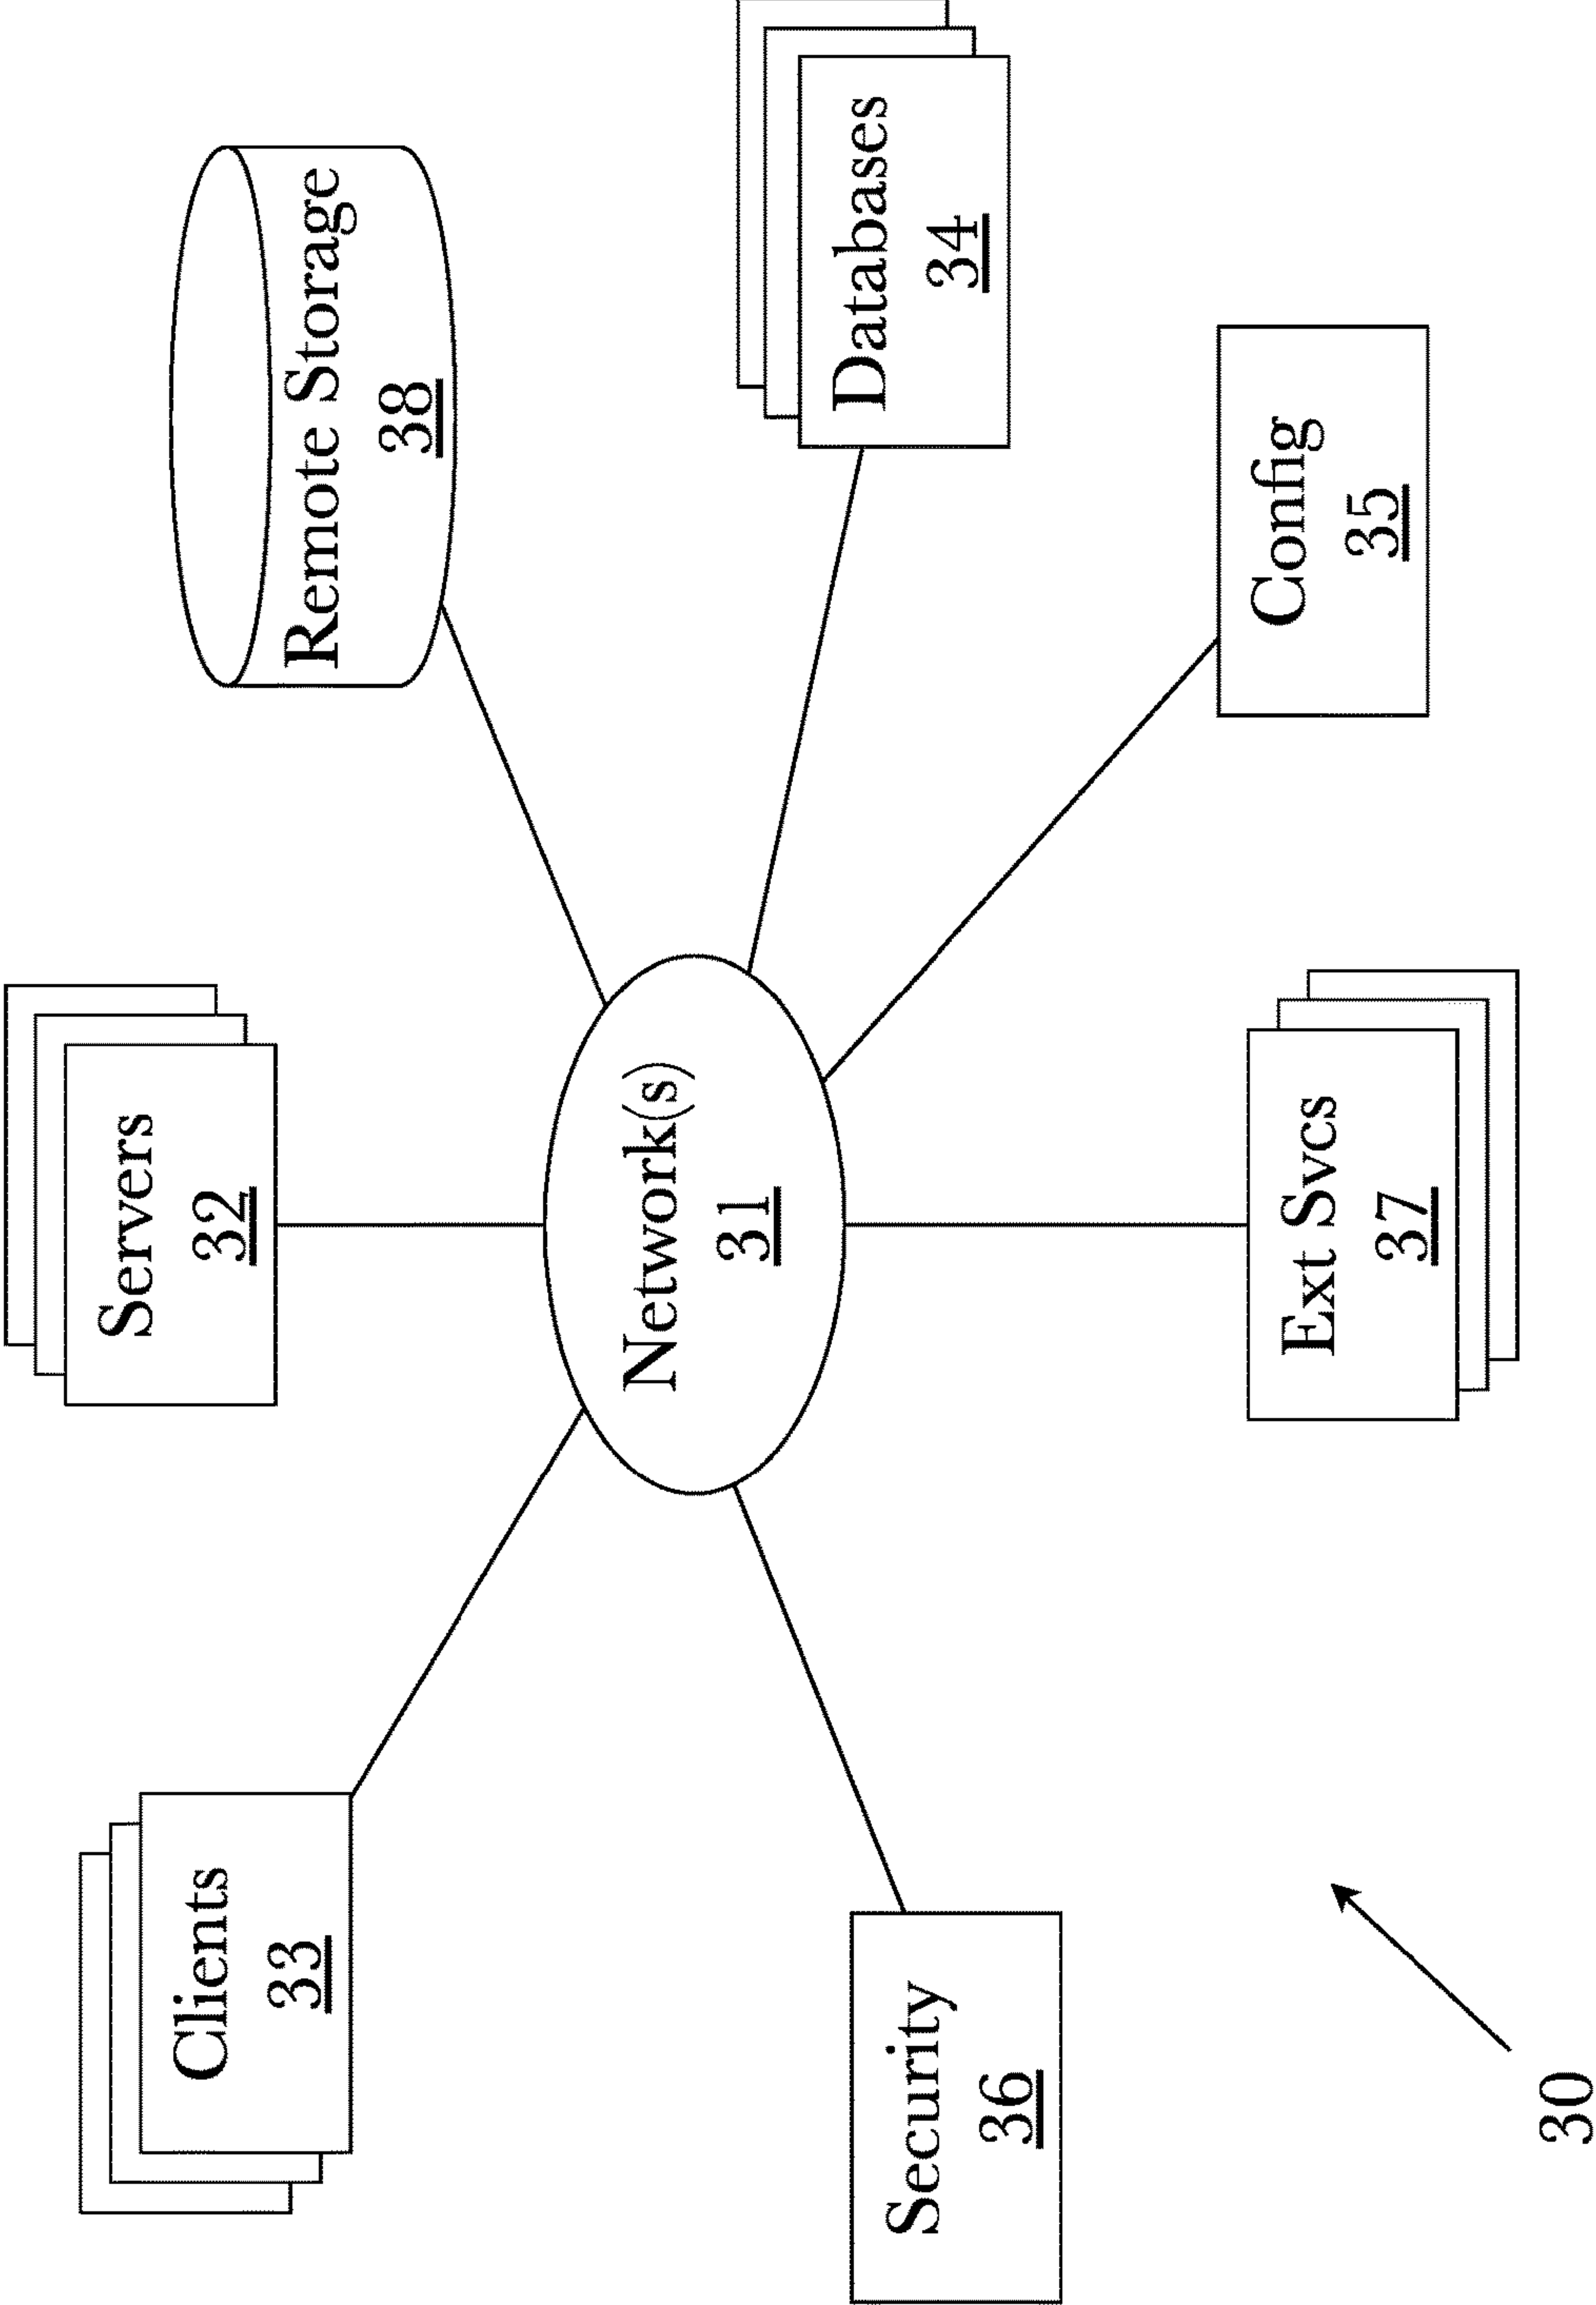 Clients
33
Servers
32
Remote Storage
38
Network(s)
31
Databases
34
Security
36
Ext Svcs
37
Config
35
30